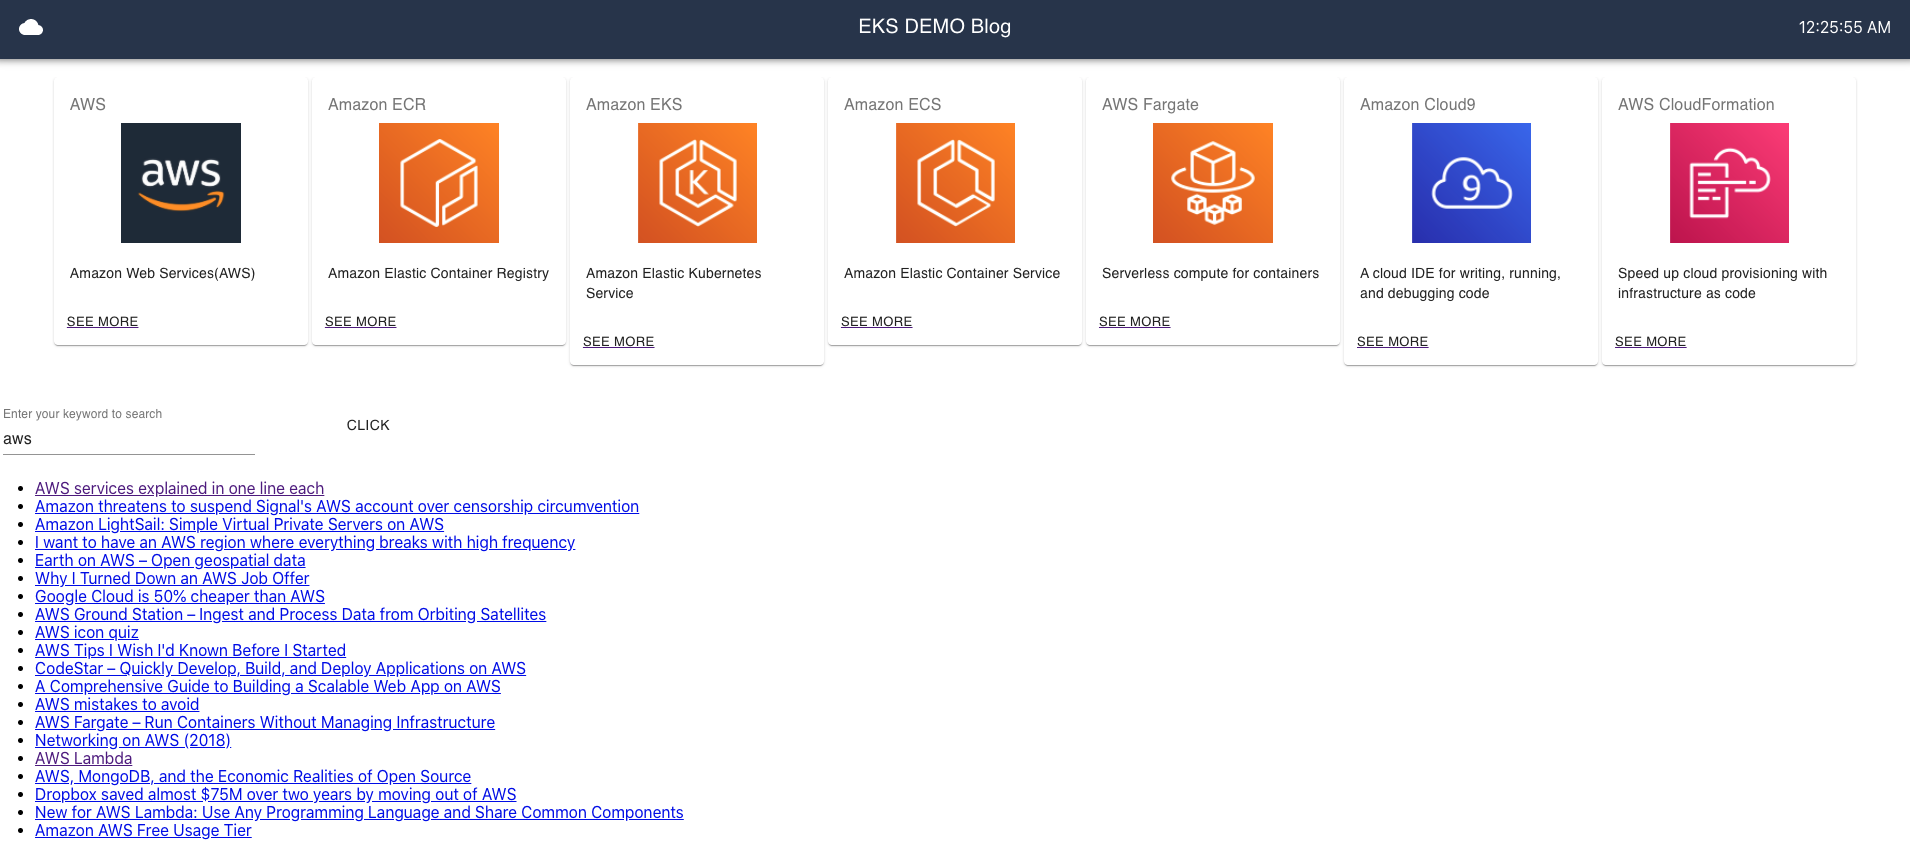 EKS DEMO Blog
12:25:55 AM
AWS
aws
Amazon Web Services(AWS)
SEE MORE
Amazon ECR
Amazon Elastic Container Registry
SEE MORE
Amazon EKS
K
Amazon Elastic Kubernetes
Service
SEE MORE
Amazon ECS
Amazon Elastic Container Service
SEE MORE
AWS Fargate
Serverless compute for containers
SEE MORE
Amazon Cloud9
9
A cloud IDE for writing, running,
and debugging code
SEE MORE
AWS CloudFormation
Speed up cloud provisioning with
infrastructure as code
SEE MORE
Enter your keyword to search
aws
CLICK
AWS services explained in one line each
Amazon threatens to suspend Signal's AWS account over censorship circumvention
Amazon LightSail: Simple Virtual Private Servers on AWS
I want to have an AWS region where everything breaks with high frequency
Earth on AWS – Open geospatial data
Why I Turned Down an AWS Job Offer
Google Cloud is 50% cheaper than AWS
AWS Ground Station – Ingest and Process Data from Orbiting Satellites
AWS icon quiz
AWS Tips I Wish I'd Known Before I Started
CodeStar – Quickly Develop, Build, and Deploy Applications on AWS
A Comprehensive Guide to Building a Scalable Web App on AWS
AWS mistakes to avoid
AWS Fargate – Run Containers Without Managing Infrastructure
Networking on AWS (2018)
AWS Lambda
AWS, MongoDB, and the Economic Realities of Open Source
Dropbox saved almost $75M over two years by moving out of AWS
New for AWS Lambda: Use Any Programming Language and Share Common Components
Amazon AWS Free Usage Tier